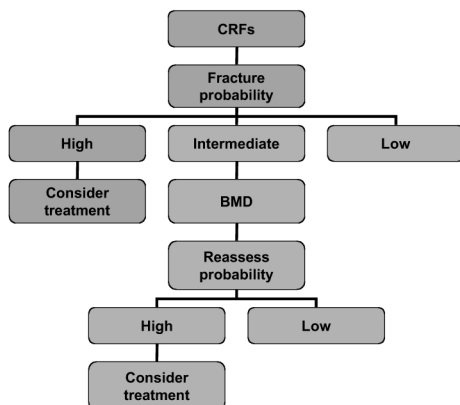 CRFs
Fracture
probability
High
Intermediate
Low
Consider
treatment
BMD
Reassess
probability
High
Low
Consider
treatment